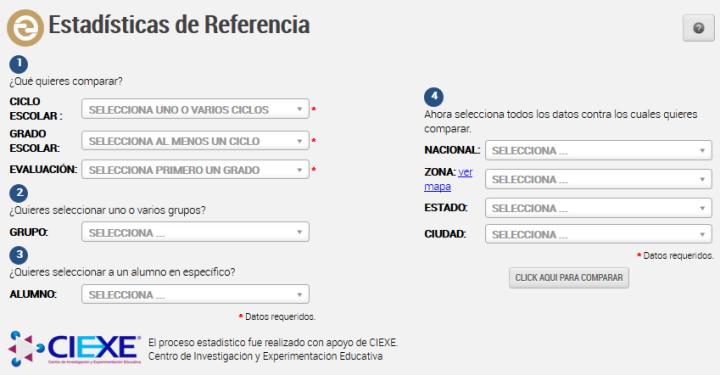 Estadísticas de Referencia
?
1
¿Qué quieres comparar?
CICLO
ESCOLAR :
SELECCIONA UNO O VARIOS CICLOS
*
GRADO
ESCOLAR:
SELECCIONA AL MENOS UN CICLO
*
EVALUACIÓN:
SELECCIONA PRIMERO UN GRADO
*
2
¿Quieres seleccionar uno o varios grupos?
GRUPO:
SELECCIONA ...
3
¿Quieres seleccionar a un alumno en específico?
ALUMNO:
SELECCIONA ...
* Datos requeridos.
4
Ahora selecciona todos los datos contra los cuales quieres
comparar.
NACIONAL:
SELECCIONA ...
ZONA: ver
mapa
SELECCIONA ...
ESTADO:
SELECCIONA ...
CIUDAD:
SELECCIONA ...
* Datos requeridos.
CLICK AQUI PARA COMPARAR
CIEXE
Centro de Investigación y Experimentación Educativa
El proceso estadistico fue realizado con apoyo de CIEXE.
Centro de Investigacion y Experimentacion Educativa